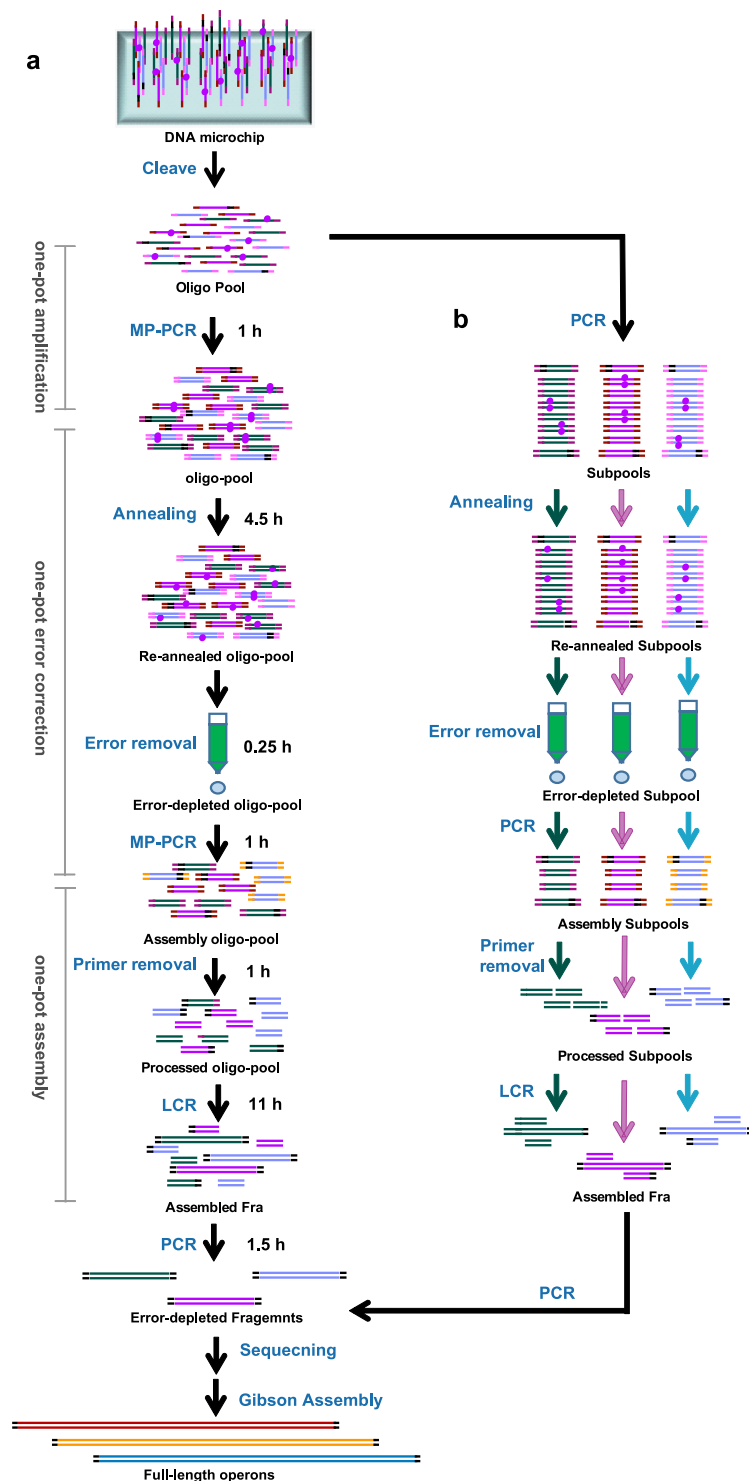 a
DNA microchip
Cleave
Oligo Pool
one-pot amplification
MP-PCR
1 h
oligo-pool
Annealing
4.5 h
Re-annealed oligo-pool
one-pot error correction
Error removal
0.25 h
Error-depleted oligo-pool
MP-PCR
1 h
Assembly oligo-pool
Primer removal
1 h
Processed oligo-pool
one-pot assembly
LCR
11 h
Assembled Fra
PCR
1.5 h
Error-depleted Fragemnts
Sequecning
Gibson Assembly
Full-length operons
b
PCR
Subpools
Annealing
Re-annealed Subpools
Error removal
Error-depleted Subpool
PCR
Assembly Subpools
Primer
removal
Processed Subpools
LCR
Assembled Fra
PCR